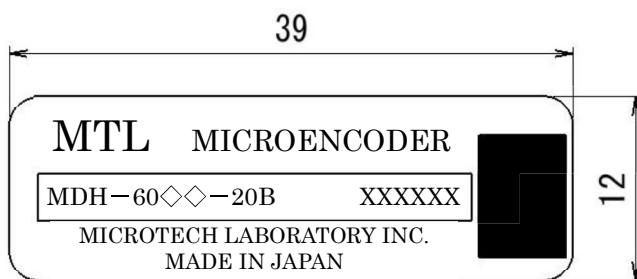 39
MTL MICROENCODER
MDH-60◇◇-20B XXXXXX
12
MICROTECH LABORATORY INC.
MADE IN JAPAN